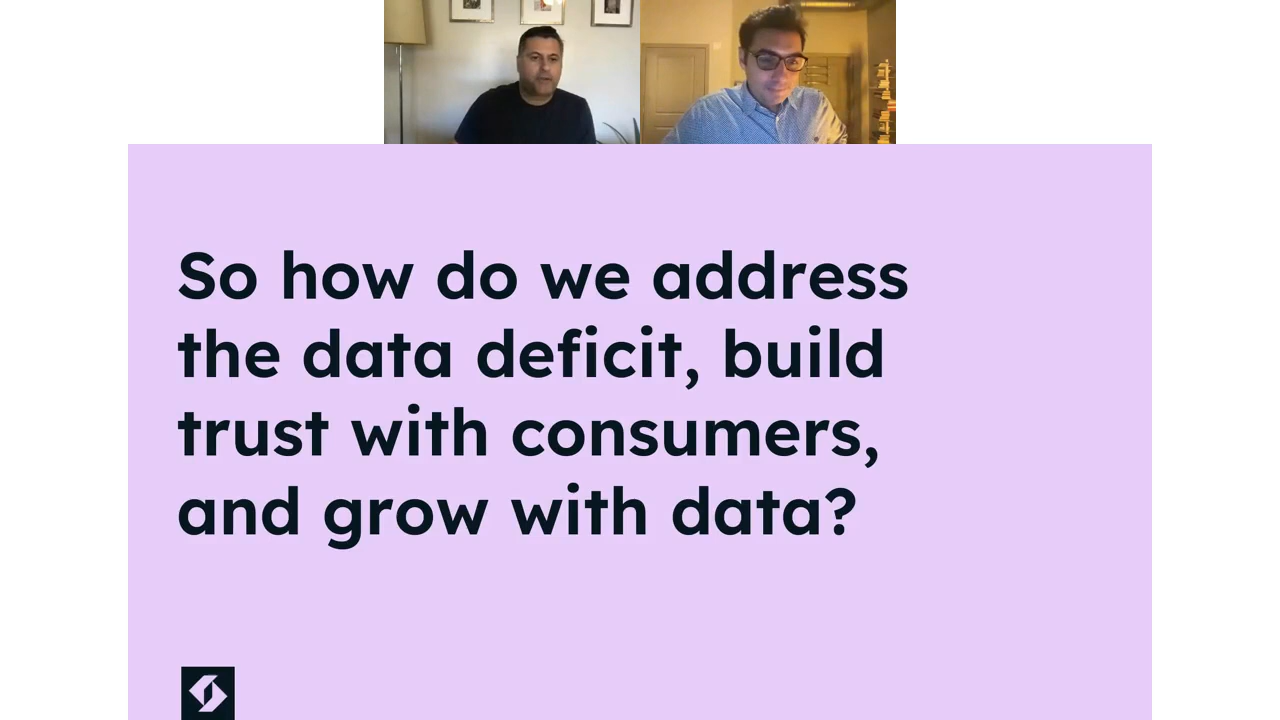 So how do we address
the data deficit, build
trust with consumers,
and grow with data?